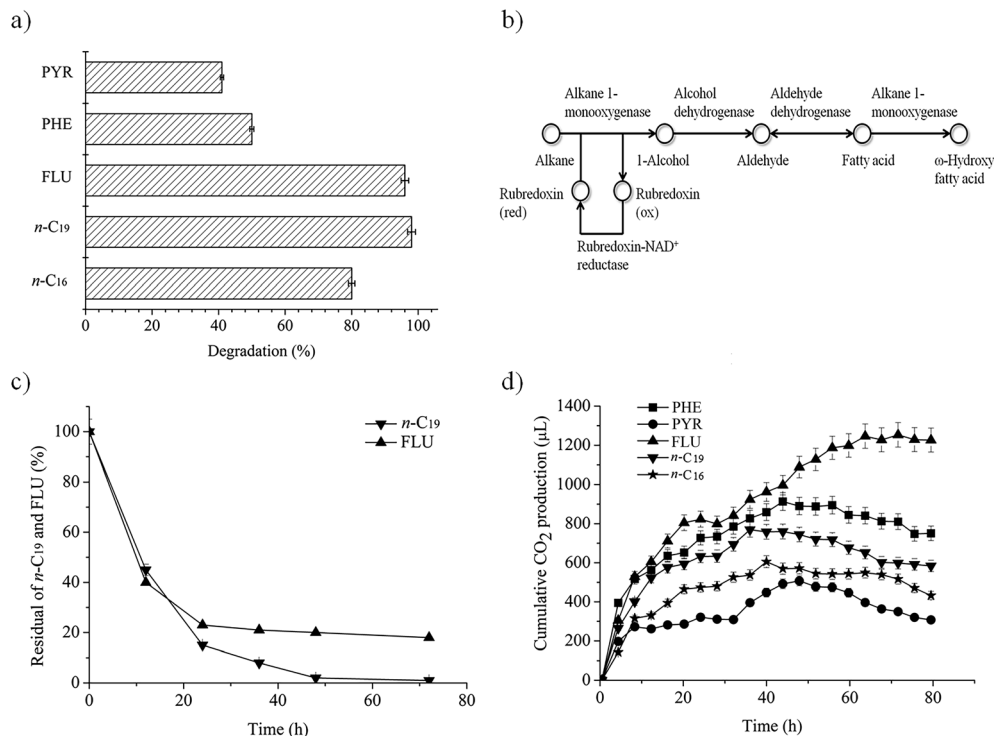 a)
PYR
PHE
FLU
n-C19
n-C16
0 20 40 60 80 100
Degradation (%)
b)
Alkane 1-
monooxygenase
Alcohol
dehydrogenase
Aldehyde
dehydrogenase
Alkane 1-
monooxygenase
Alkane
1-Alcohol
Aldehyde
Fatty acid
ω-Hydroxy
fatty acid
Rubredoxin
(red)
Rubredoxin
(ox)
Rubredoxin-NAD+
reductase
c)
Residual of n-C19 and FLU (%)
100
80
60
40
20
0
n-C19
FLU
0 20 40 60 80
Time (h)
d)
Cumulative CO2 production (μL)
1400
1200
1000
800
600
400
200
0
PHE
PYR
FLU
n-C19
n-C16
0 20 40 60 80
Time (h)